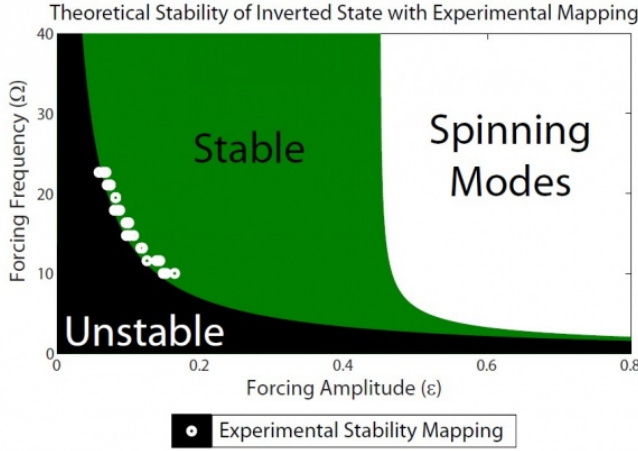 Theoretical Stability of Inverted State with Experimental Mapping
40
30
20
10
0
Forcing Frequency (Ω)
Stable
Spinning
Modes
Unstable
0
0.2
0.4
0.6
0.8
Forcing Amplitude (ε)
Experimental Stability Mapping